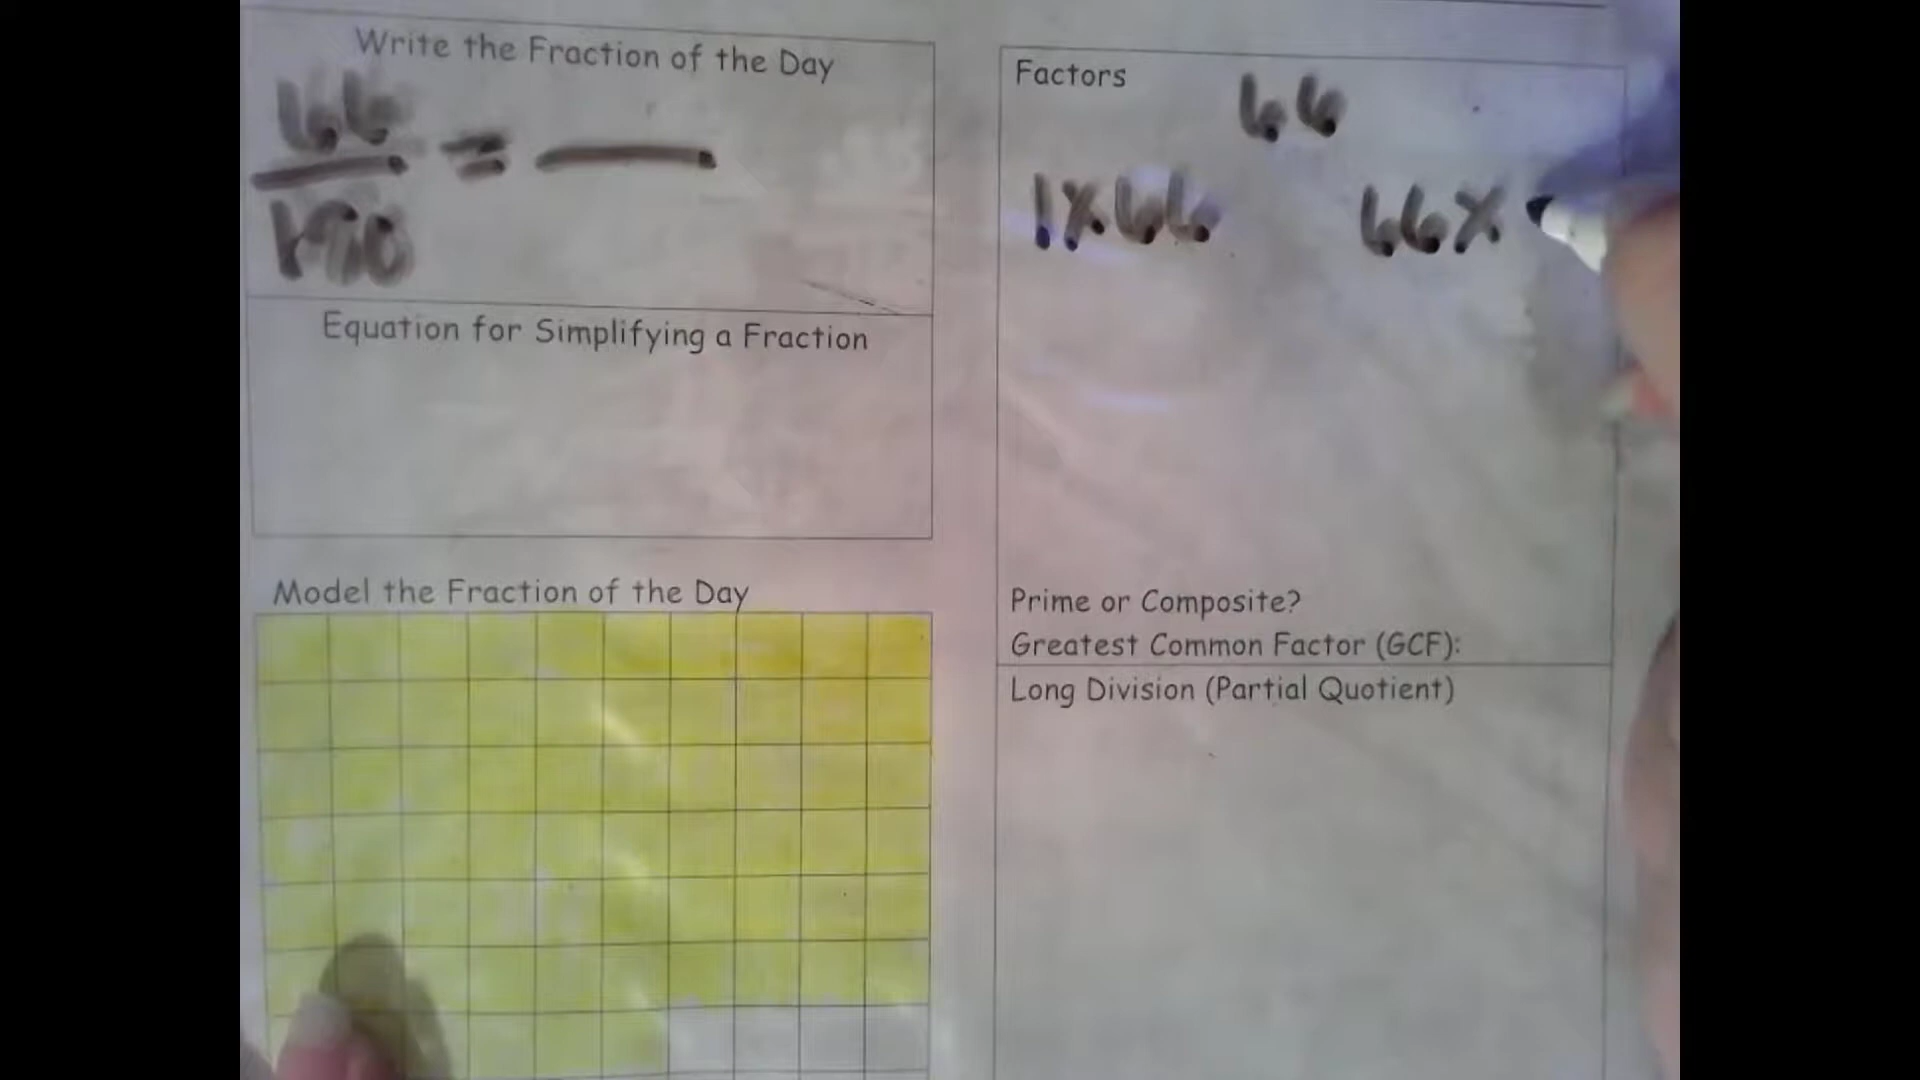 Write the Fraction of the Day
66
=
Equation for Simplifying a Fraction
Model the Fraction of the Day
Factors
66
1x66
66x
Prime or Composite?
Greatest Common Factor (GCF):
Long Division (Partial Quotient)